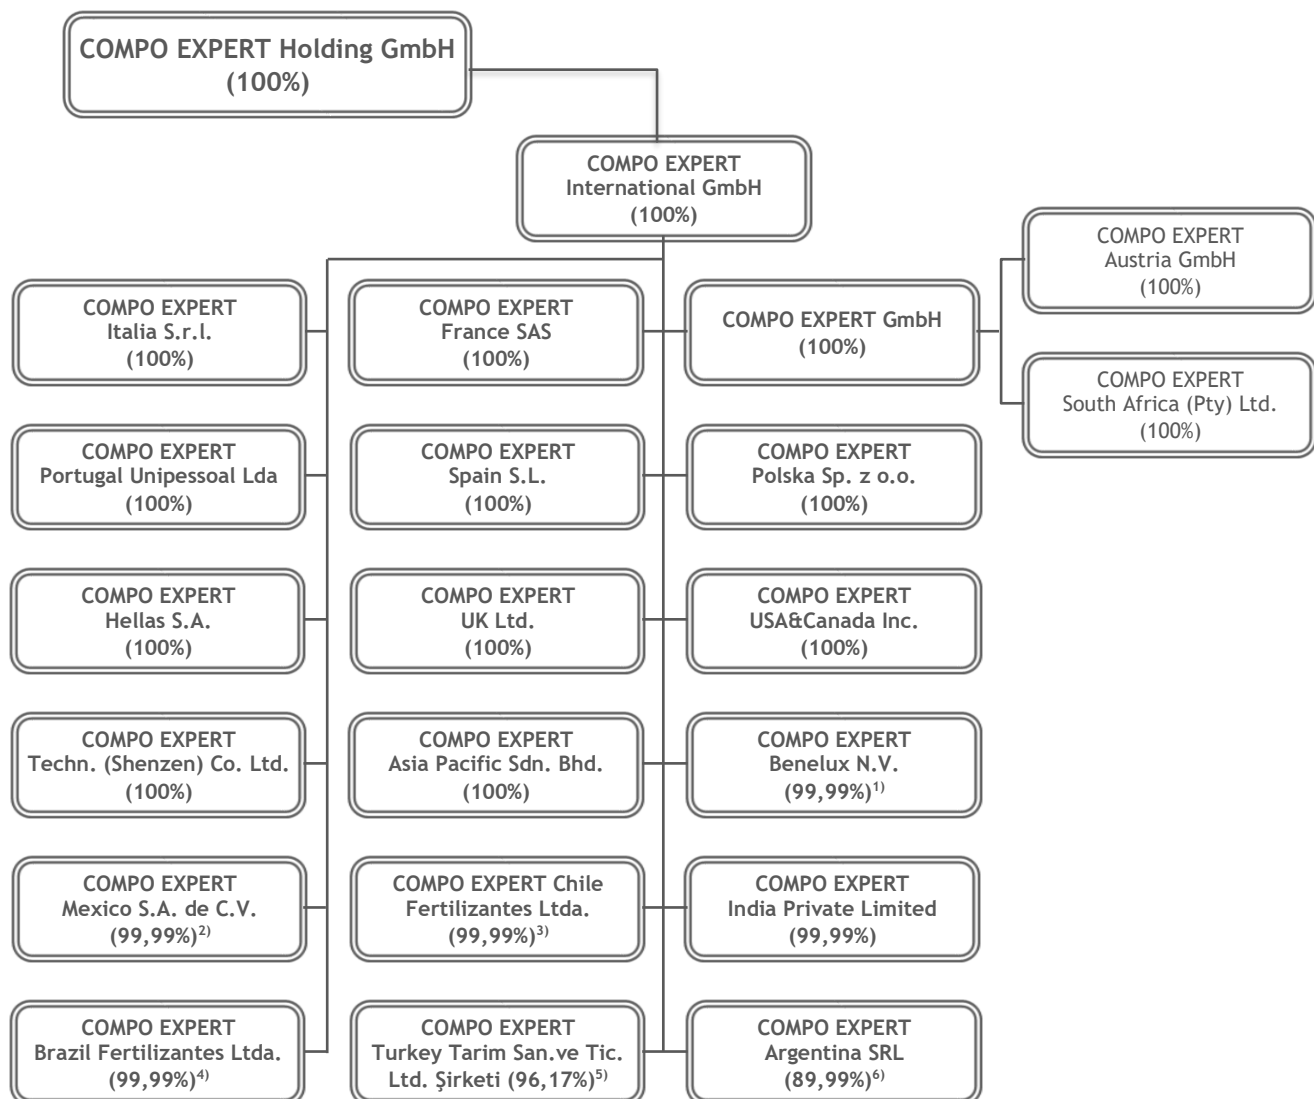 COMPO EXPERT Holding GmbH
(100%)
COMPO EXPERT
International GmbH
(100%)
COMPO EXPERT
Austria GmbH
(100%)
COMPO EXPERT
Italia S.r.l.
(100%)
COMPO EXPERT
France SAS
(100%)
COMPO EXPERT GmbH
(100%)
COMPO EXPERT
South Africa (Pty) Ltd.
(100%)
COMPO EXPERT
Portugal Unipessoal Lda
(100%)
COMPO EXPERT
Spain S.L.
(100%)
COMPO EXPERT
Polska Sp. z o.o.
(100%)
COMPO EXPERT
Hellas S.A.
(100%)
COMPO EXPERT
UK Ltd.
(100%)
COMPO EXPERT
USA&Canada Inc.
(100%)
COMPO EXPERT
Techn. (Shenzen) Co. Ltd.
(100%)
COMPO EXPERT
Asia Pacific Sdn. Bhd.
(100%)
COMPO EXPERT
Benelux N.V.
(99,99%)1)
COMPO EXPERT
Mexico S.A. de C.V.
(99,99%)2)
COMPO EXPERT Chile
Fertilizantes Ltda.
(99,99%)3)
COMPO EXPERT
India Private Limited
(99,99%)
COMPO EXPERT
Brazil Fertilizantes Ltda.
(99,99%)4)
COMPO EXPERT
Turkey Tarim San.ve Tic.
Ltd. Şirketi (96,17%)5)
COMPO EXPERT
Argentina SRL
(89,99%)6)